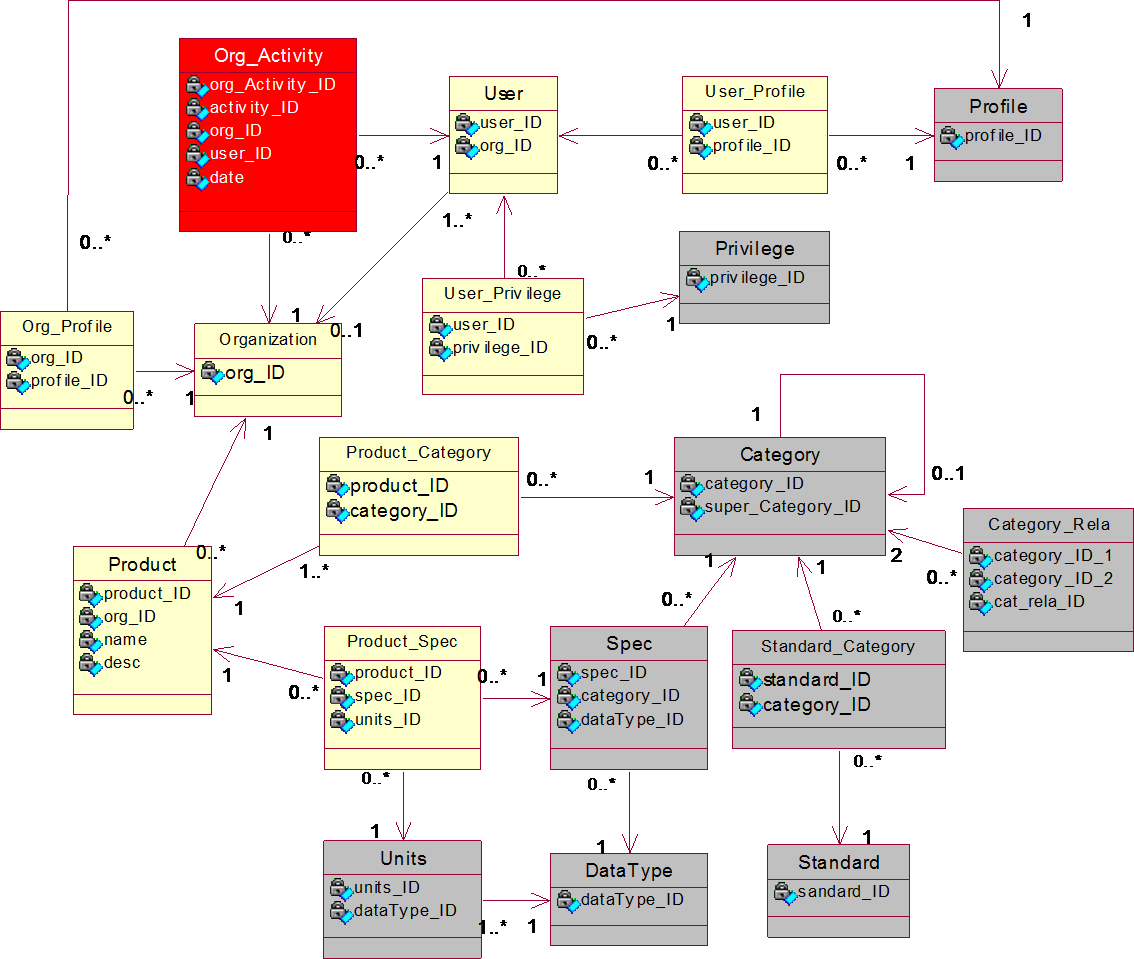 1
Org_Activity
org_Activity_ID
activity_ID
org_ID
user_ID
date
0..*
1
0..*
User
user_ID
org_ID
1..*
User_Profile
user_ID
profile_ID
0..*
0..*
1
Profile
profile_ID
0..*
Privilege
privilege_ID
1
0..*
User_Privilege
user_ID
privilege_ID
0..*
Org_Profile
org_ID
profile_ID
0..*
1
1
0..1
Organization
org_ID
1
Product_Category
product_ID
category_ID
0..*
1
1..*
1
Category
category_ID
super_Category_ID
1
0..1
Category_Rela
category_ID_1
category_ID_2
cat_rela_ID
2
0..*
Product
product_ID
org_ID
name
desc
0..*
1
Product_Spec
product_ID
spec_ID
units_ID
0..*
0..*
1
0..*
Spec
spec_ID
category_ID
dataType_ID
0..*
1
0..*
Standard_Category
standard_ID
category_ID
1
0..*
0..*
1
Units
units_ID
dataType_ID
1..*
1
1
DataType
dataType_ID
1
Standard
sandard_ID